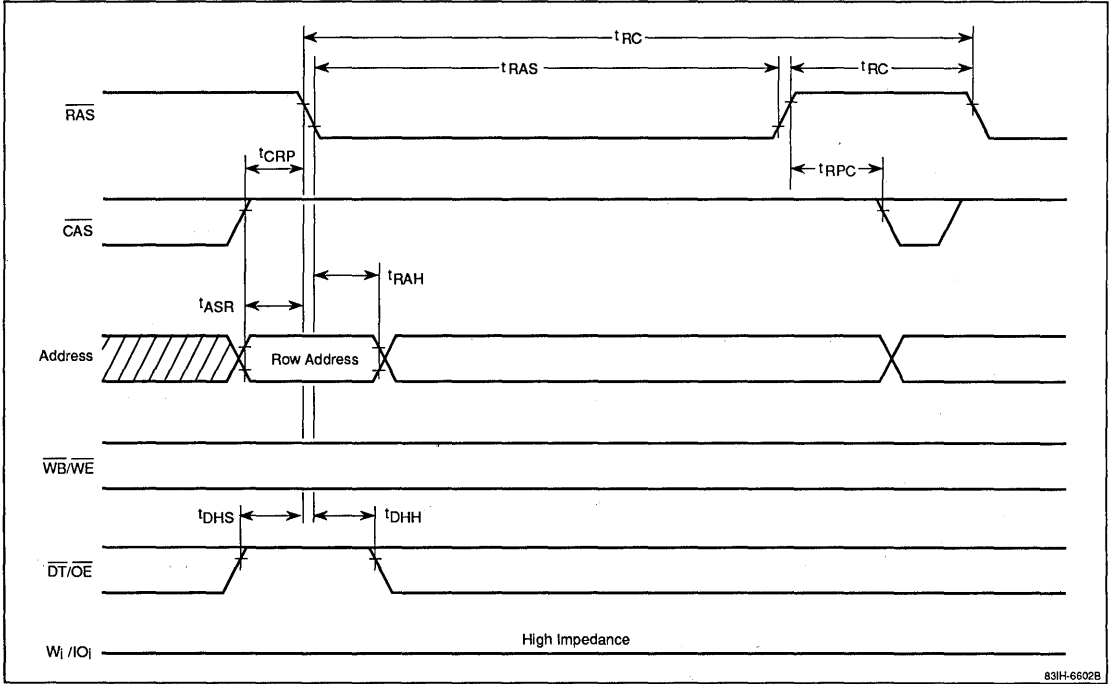 tRC
tRAS
tRC
RAS
tCRP
tRPC
CAS
tRAH
tASR
Address
Row Address
WB/WE
tDHS
tDHH
DT/OE
High Impedance
Wi /IOi
83IH-6602B